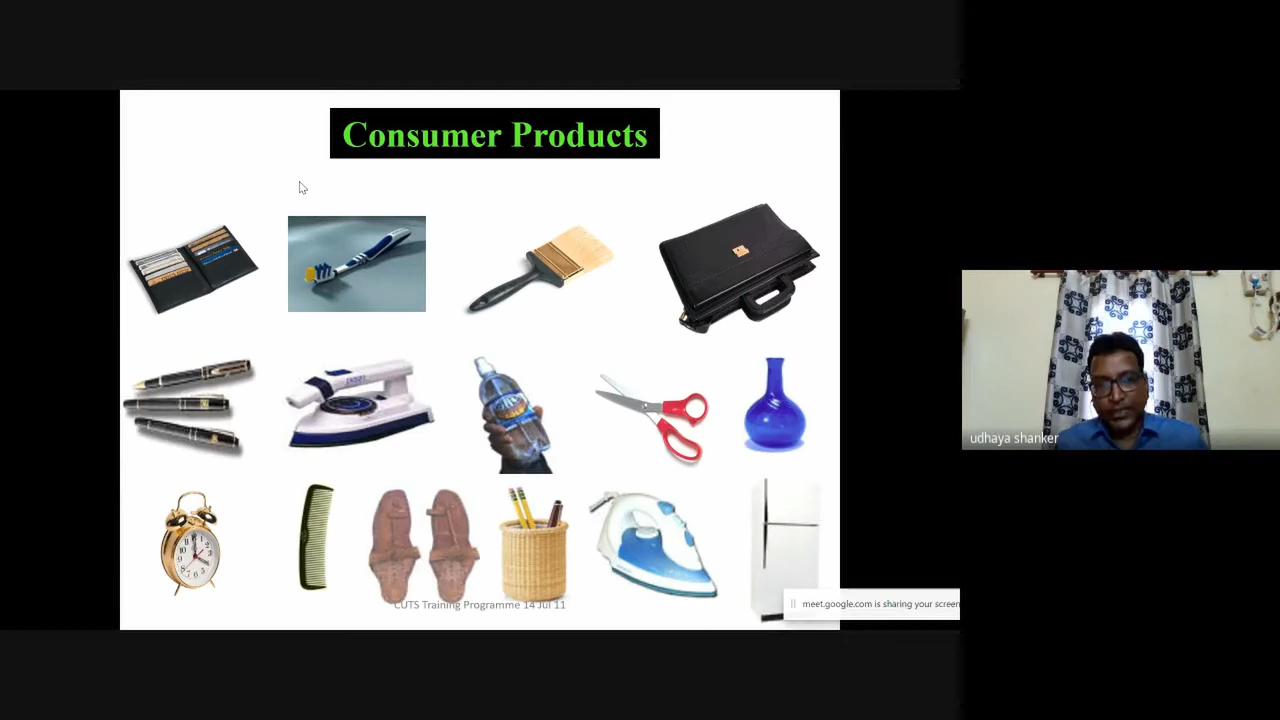 Consumer Products
CUTS Training Programme 14 Jul 11
meet.google.com is sharing your screen
udhaya shanker